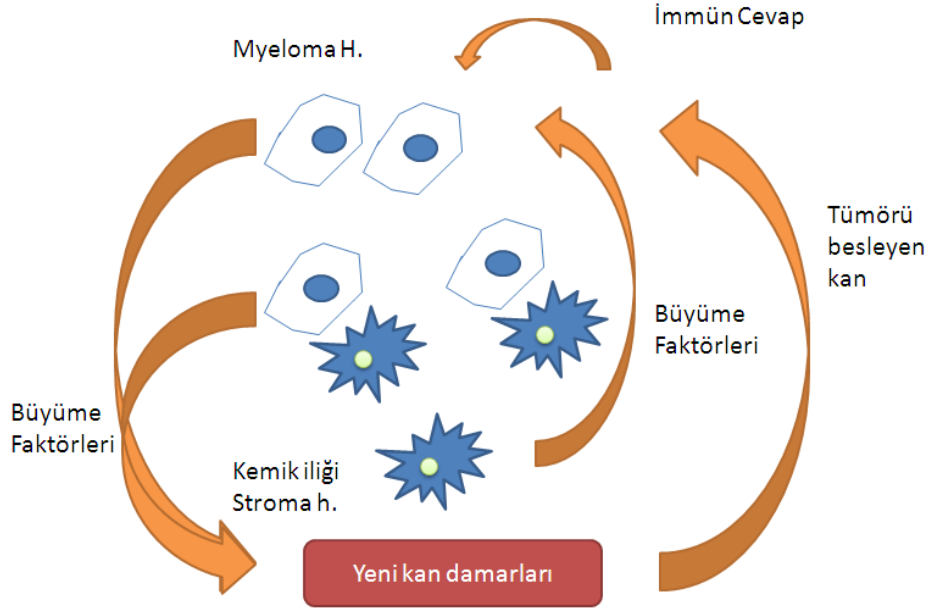 İmmün Cevap
Myeloma H.
Tümörü
besleyen
kan
Büyüme
Faktörleri
Büyüme
Faktörleri
Kemik iliği
Stroma h.
Yeni kan damarları